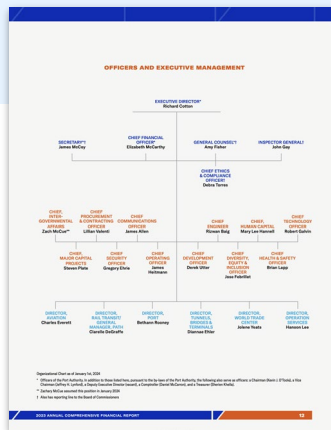 OFFICERS AND EXECUTIVE MANAGEMENT
EXECUTIVE DIRECTOR*
Richard Cotton
SECRETARY*†
James McCoy
CHIEF FINANCIAL
OFFICER*
Elizabeth McCarthy
GENERAL COUNSEL*†
Amy Fisher
INSPECTOR GENERAL†
John Gay
CHIEF ETHICS
& COMPLIANCE
OFFICER†
Debra Torres
CHIEF,
INTER-
GOVERNMENTAL
AFFAIRS
Zach McCue**
CHIEF
PROCUREMENT
& CONTRACTING
OFFICER
Lillian Valenti
CHIEF
COMMUNICATIONS
OFFICER
James Allen
CHIEF
ENGINEER
Rizwan Baig
CHIEF,
HUMAN CAPITAL
Mary Lee Hannell
CHIEF
TECHNOLOGY
OFFICER
Robert Galvin
CHIEF,
MAJOR CAPITAL
PROJECTS
Steven Plate
CHIEF
SECURITY
OFFICER
Gregory Ehrie
CHIEF
OPERATING
OFFICER
James
Heitmann
CHIEF
DEVELOPMENT
OFFICER
Derek Utter
CHIEF
DIVERSITY,
EQUITY &
INCLUSION
OFFICER
Jose Febrillet
CHIEF
HEALTH & SAFETY
OFFICER
Brian Lapp
DIRECTOR,
AVIATION
Charles Everett
DIRECTOR,
RAIL TRANSIT/
GENERAL
MANAGER, PATH
Clarelle DeGraffe
DIRECTOR,
PORT
Bethann Rooney
DIRECTOR,
TUNNELS,
BRIDGES &
TERMINALS
Diannae Ehler
DIRECTOR,
WORLD TRADE
CENTER
Jolene Yeats
DIRECTOR,
OPERATION
SERVICES
Hanson Lee
Organizational Chart as of January 1st, 2024
* Officers of the Port Authority. In addition to those listed here, pursuant to the by-laws of the Port Authority, the following also serve as officers: a Chairman (Kevin J. O'Toole), a Vice
Chairman (Jeffrey H. Lynford), a Deputy Executive Director (vacant), a Comptroller (Daniel McCarron), and a Treasurer (Sherien Khella).
** Zachary McCue assumed this position in January 2024
† Also has reporting line to the Board of Commissioners
2023 ANNUAL COMPREHENSIVE FINANCIAL REPORT
12